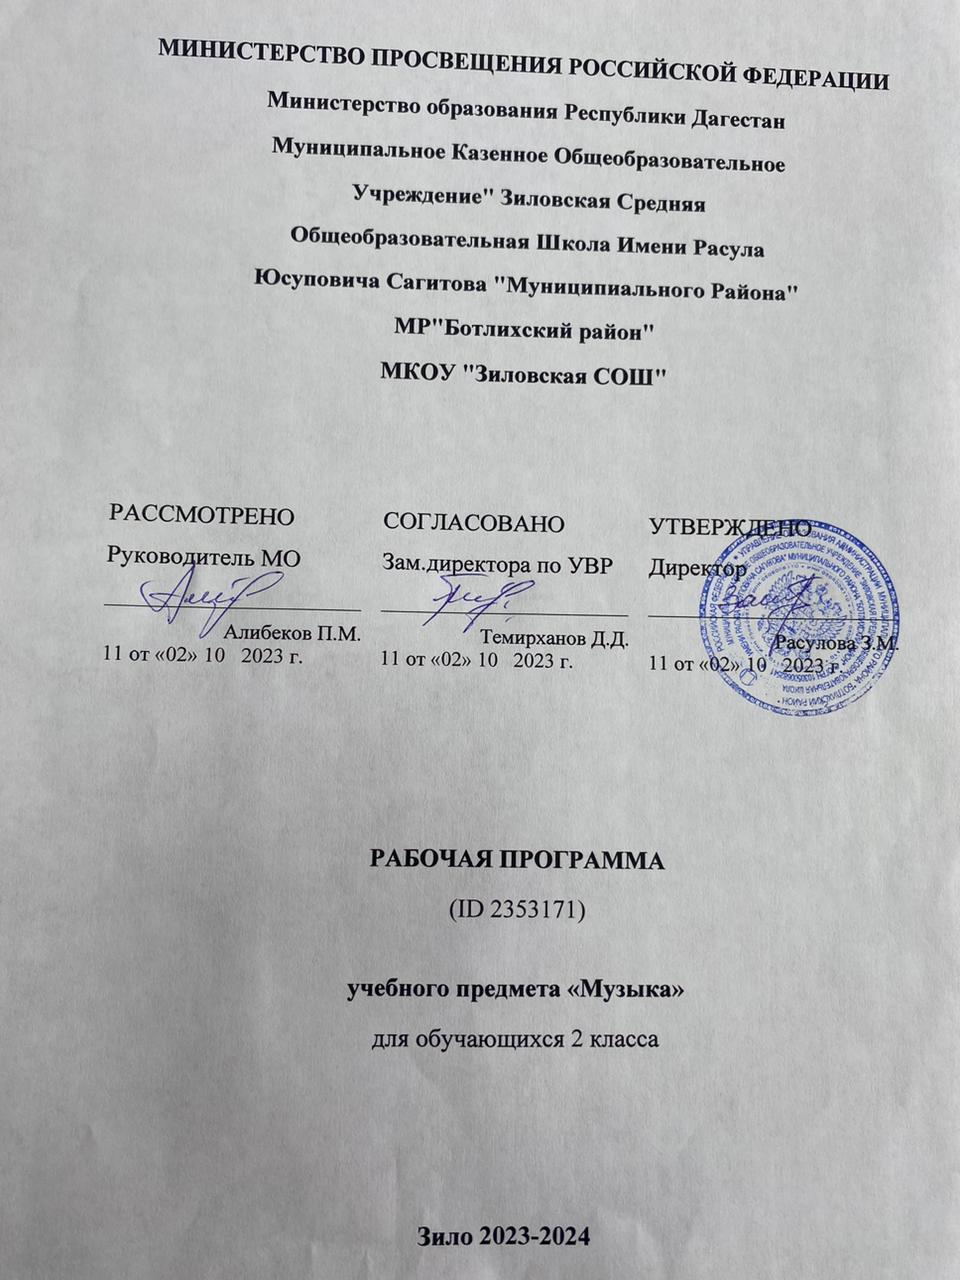 МИНИСТЕРСТВО ПРОСВЕЩЕНИЯ РОССИЙСКОЙ ФЕДЕРАЦИИ
Министерство образования Республики Дагестан
Муниципальное Казенное Общеобразовательное
Учреждение" Зиловская Средняя
Общеобразовательная Школа Имени Расула
Юсуповича Сагитова "Муниципиального Района"
МР"Ботлихский район"
МКОУ "Зиловская СОШ"
РАССМОТРЕНО
Руководитель МО
Алибеков П.М.
11 от «02» 10 2023 г.
СОГЛАСОВАНО
Зам.директора по УВР
Темирханов Д.Д.
11 от «02» 10 2023 г.
УТВЕРЖДЕНО
Директор
Расулова З.М.
11 от «02» 10 2023 г.
РАБОЧАЯ ПРОГРАММА
(ID 2353171)
учебного предмета «Музыка»
для обучающихся 2 класса
Зило 2023-2024